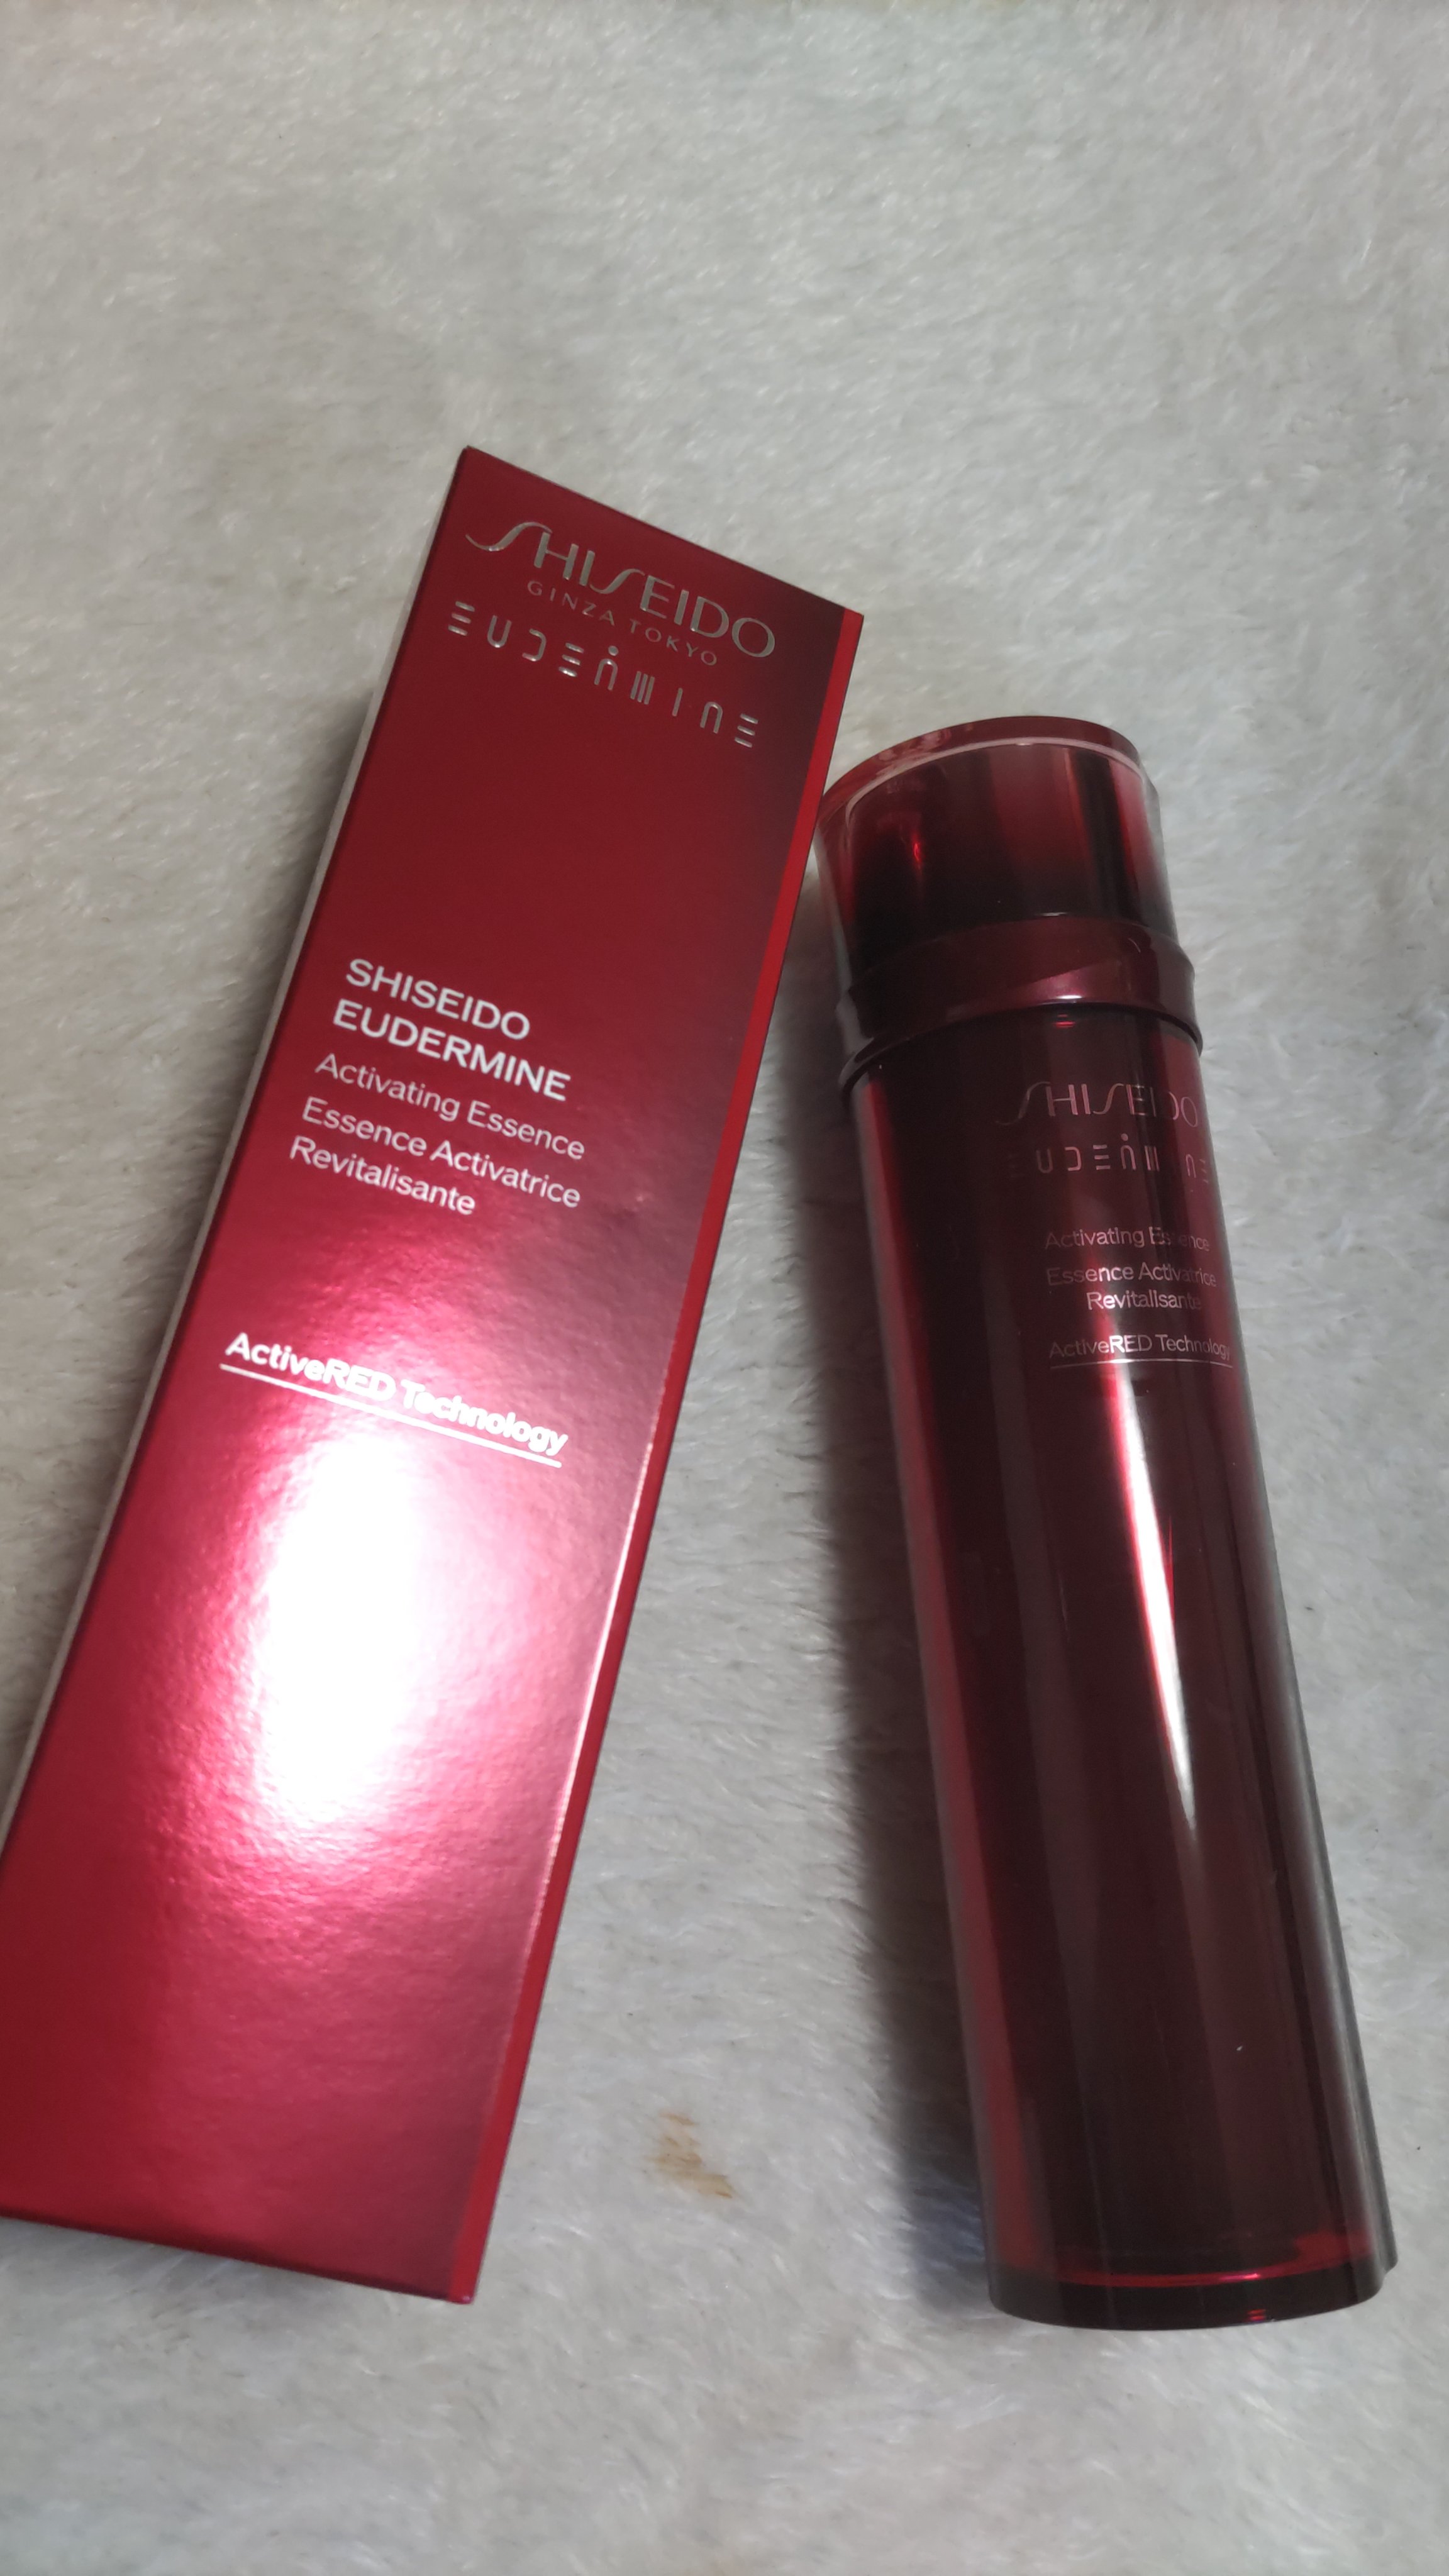 SHISEIDO
GINZA TOKYO
EUDERMINE
SHISEIDO
EUDERMINE
Activating Essence
Essence Activatrice
Revitalisante
ActiveRED Technology
SHISEIDO
EUDERMINE
Activating Essence
Essence Activatrice
Revitalisante
ActiveRED Technology